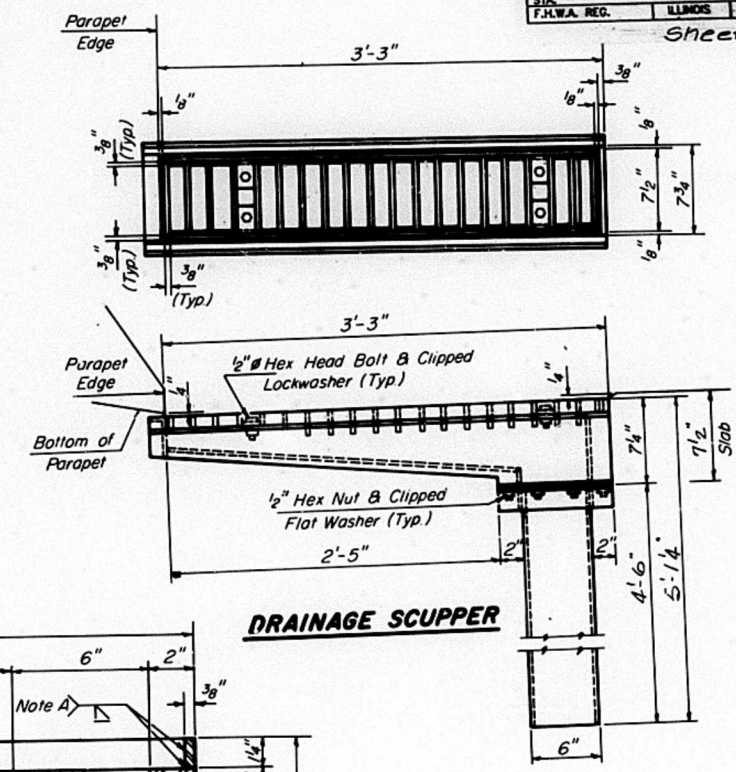 STA.
F.H.W.A. REG. ILLINOIS
Sheet
Parapet
Edge
3'-3"
3/8"
1/8"
1/8"
3/8"
(Typ.)
1/8"
7 1/2"
7 3/4"
3/8"
(Typ.)
1/8"
3/8"
(Typ.)
3'-3"
Parapet
Edge
1/4"
1/2"ø Hex Head Bolt & Clipped
Lockwasher (Typ.)
1/4"
Bottom of
Parapet
7 1/4"
7 1/2"
Slab
1/2" Hex Nut & Clipped
Flat Washer (Typ.)
2'-5"
2"
2"
4'-6"
5'-1 1/4"
DRAINAGE SCUPPER
6"
2"
3/8"
Note A
1/4"
6"